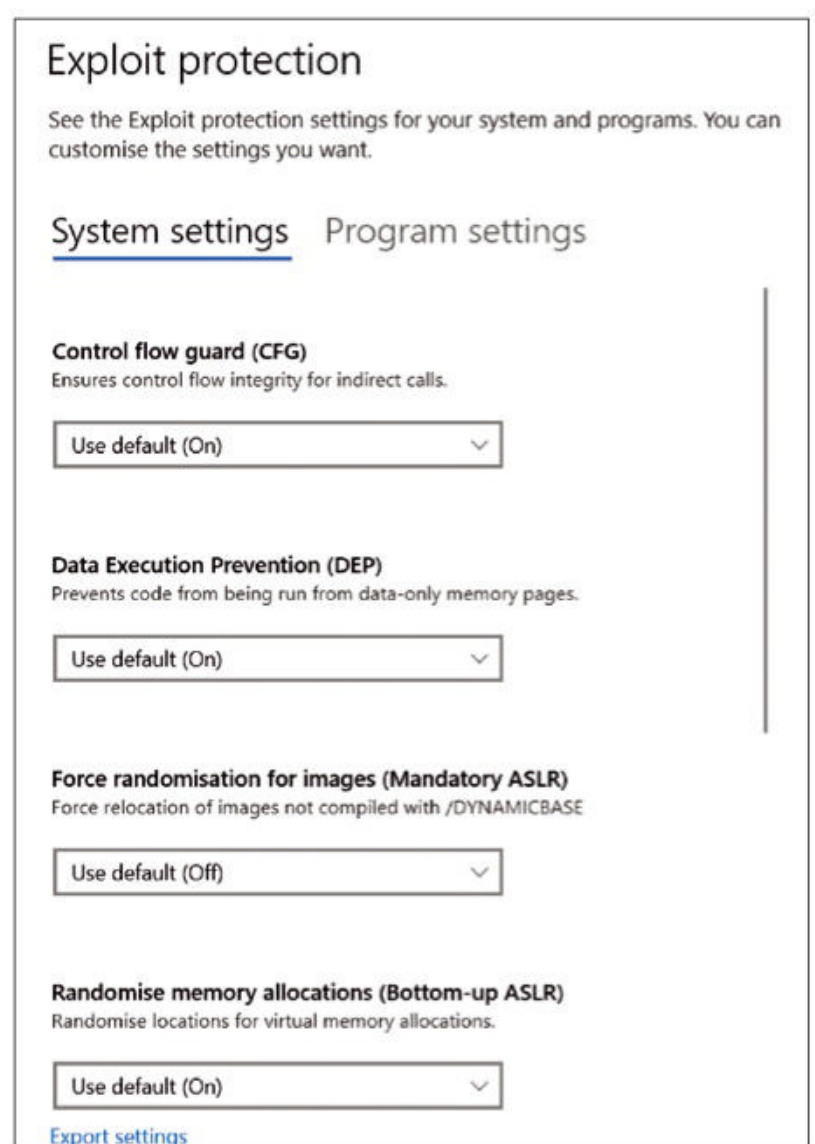 Exploit protection
See the Exploit protection settings for your system and programs. You can
customise the settings you want.
System settings Program settings
Control flow guard (CFG)
Ensures control flow integrity for indirect calls.
Use default (On)
Data Execution Prevention (DEP)
Prevents code from being run from data-only memory pages.
Use default (On)
Force randomisation for images (Mandatory ASLR)
Force relocation of images not compiled with /DYNAMICBASE
Use default (Off)
Randomise memory allocations (Bottom-up ASLR)
Randomise locations for virtual memory allocations.
Use default (On)
Export settings